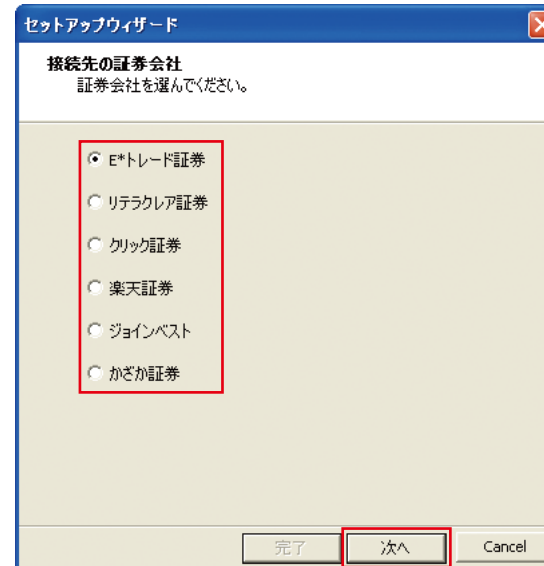 セットアップウィザード
接続先の証券会社
証券会社を選んでください。
E*トレード証券
リテラクレア証券
クリック証券
楽天証券
ジョインベスト
かざか証券
完了
次へ
Cancel